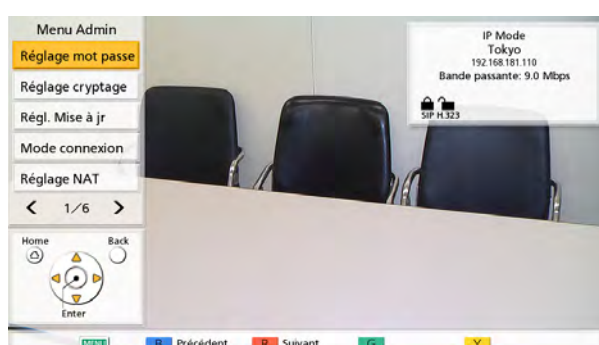 Menu Admin
Réglage mot passe
Réglage cryptage
Régl. Mise à jr
Mode connexion
Réglage NAT
1/6
Home
Back
Enter
IP Mode
Tokyo
192.168.181.110
Bande passante: 9.0 Mbps
SIP H.323
MENU B Précédent R Suivant G Y